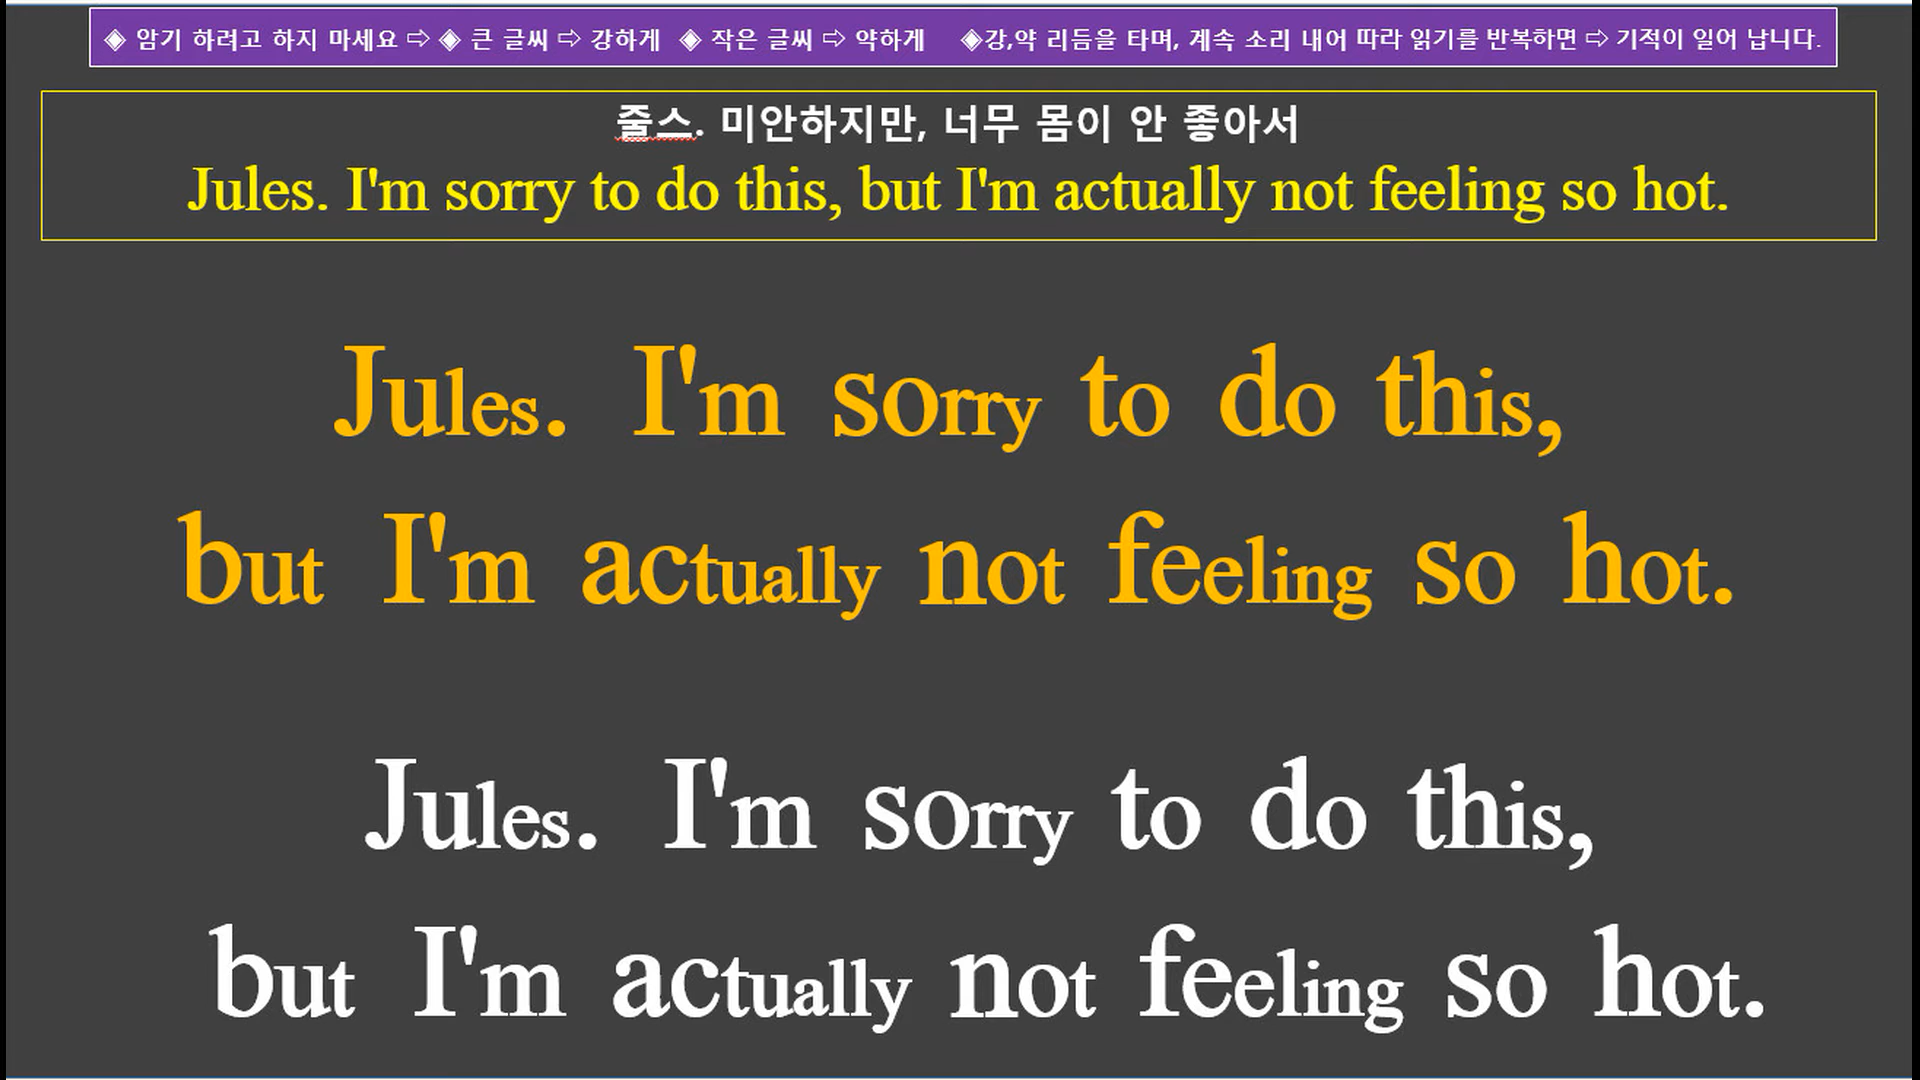 ◈ 암기 하려고 하지 마세요 ⇨ ◈ 큰 글씨 ⇨ 강하게 ◈ 작은 글씨 ⇨ 약하게 ◈강,약 리듬을 타며, 계속 소리 내어 따라 읽기를 반복하면 ⇨ 기적이 일어 납니다.
줄스. 미안하지만, 너무 몸이 안 좋아서
Jules. I'm sorry to do this, but I'm actually not feeling so hot.
Jules. I'm sorry to do this,
but I'm actually not feeling so hot.
Jules. I'm sorry to do this,
but I'm actually not feeling so hot.